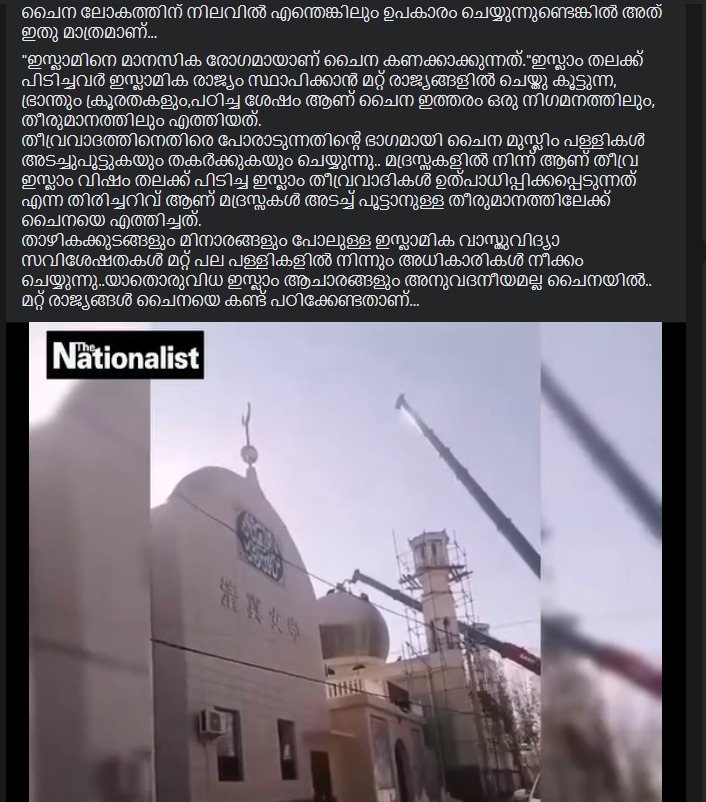 ചൈന ലോകത്തിന് നിലവിൽ എന്തെങ്കിലും ഉപകാരം ചെയ്യുന്നുണ്ടെങ്കിൽ അത്
ഇതു മാത്രമാണ്...
"ഇസ്ലാമിനെ മാനസിക രോഗമായാണ് ചൈന കണക്കാക്കുന്നത്."ഇസ്ലാം തലക്ക്
പിടിച്ചവർ ഇസ്ലാമിക രാജ്യം സ്ഥാപിക്കാൻ മറ്റ് രാജ്യങ്ങളിൽ ചെയ്തു കൂട്ടുന്ന,
ഭ്രാന്തും ക്രൂരതകളും,പഠിച്ച ശേഷം ആണ് ചൈന ഇത്തരം ഒരു നിഗമനത്തിലും,
തീരുമാനത്തിലും എത്തിയത്.
തീവ്രവാദത്തിനെതിരെ പോരാടുന്നതിന്റെ ഭാഗമായി ചൈന മുസ്ലിം പള്ളികൾ
അടച്ചുപൂട്ടുകയും തകർക്കുകയും ചെയ്യുന്നു.. മദ്രസ്സകളിൽ നിന്ന് ആണ് തീവ്ര
ഇസ്ലാം വിഷം തലക്ക് പിടിച്ച ഇസ്ലാം തീവ്രവാദികൾ ഉത്പാധിപ്പിക്കപ്പെടുന്നത്
എന്ന തിരിച്ചറിവ് ആണ് മദ്രസ്സകൾ അടച്ച് പൂട്ടാനുള്ള തീരുമാനത്തിലേക്ക്
ചൈനയെ എത്തിച്ചത്.
താഴികക്കുടങ്ങളും മിനാരങ്ങളും പോലുള്ള ഇസ്ലാമിക വാസ്തുവിദ്യാ
സവിശേഷതകൾ മറ്റ് പല പള്ളികളിൽ നിന്നും അധികാരികൾ നീക്കം
ചെയ്യുന്നു..യാതൊരുവിധ ഇസ്ലാം ആചാരങ്ങളും അനുവദനീയമല്ല ചൈനയിൽ..
മറ്റ് രാജ്യങ്ങൾ ചൈനയെ കണ്ട് പഠിക്കേണ്ടതാണ്...
The Nationalist
清真大寺